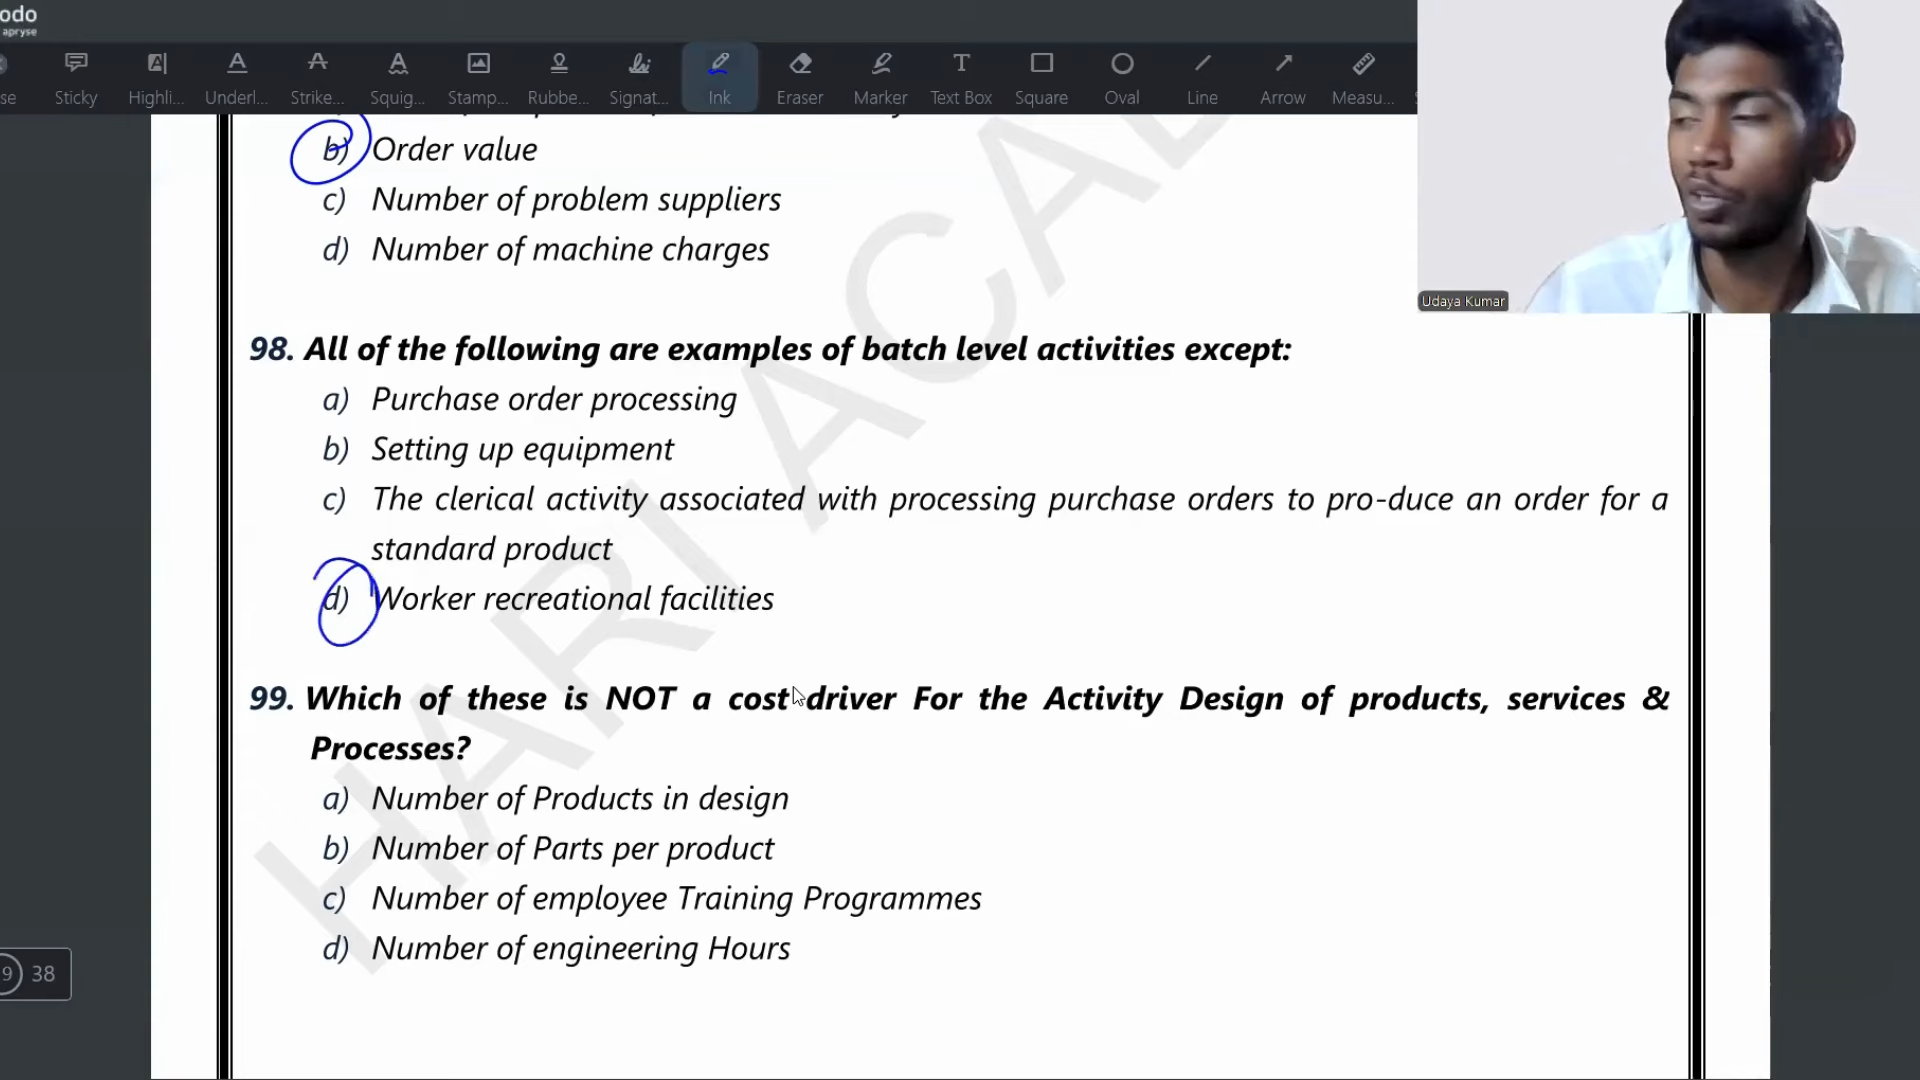 odo
apryse
se
Sticky
Highli...
Underl...
Strike...
Squig...
Stamp...
Rubbe...
Signat...
Ink
Eraser
Marker
Text Box
Square
Oval
Line
Arrow
Measu...
b) Order value
c) Number of problem suppliers
d) Number of machine charges
Udaya Kumar
98. All of the following are examples of batch level activities except:
a) Purchase order processing
b) Setting up equipment
c) The clerical activity associated with processing purchase orders to pro-duce an order for a
standard product
d) Worker recreational facilities
99. Which of these is NOT a cost driver For the Activity Design of products, services &
Processes?
a) Number of Products in design
b) Number of Parts per product
c) Number of employee Training Programmes
d) Number of engineering Hours
9 38
HARI ACAD